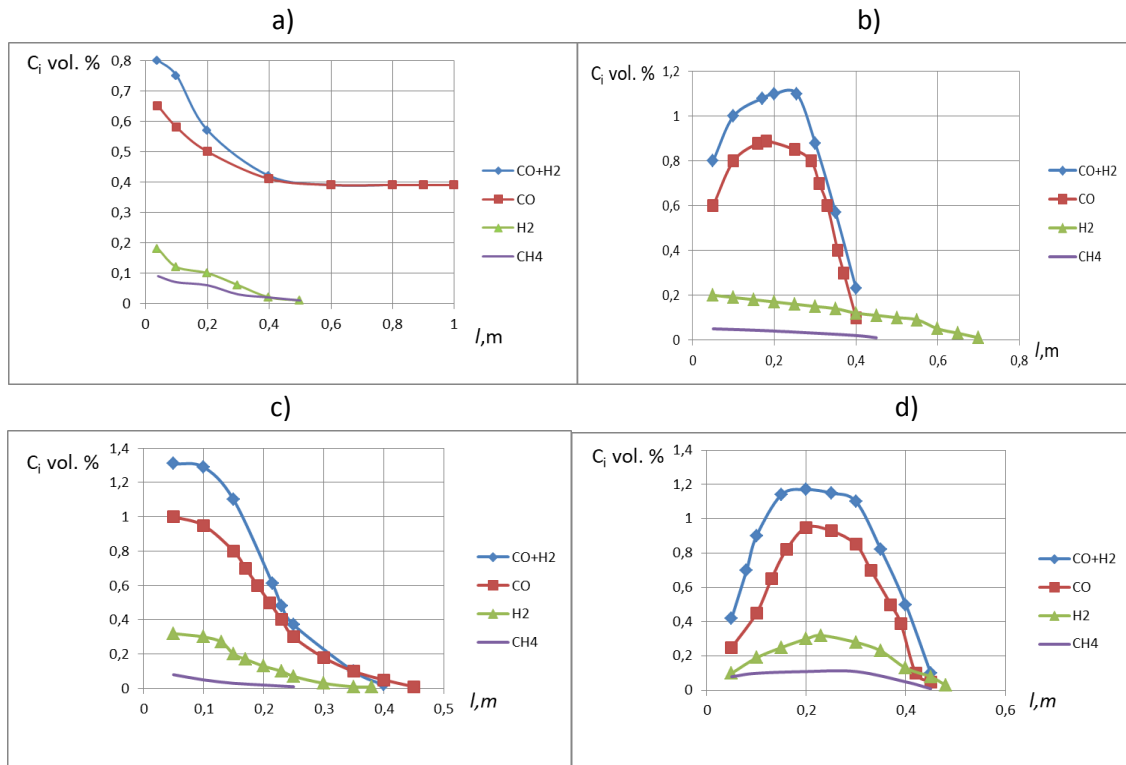 a)
C_i vol. %
0,8
0,7
0,6
0,5
0,4
0,3
0,2
0,1
0
0 0,2 0,4 0,6 0,8 1
l,m
CO+H2
CO
H2
CH4
b)
C_i vol. %
1,2
1
0,8
0,6
0,4
0,2
0
0 0,2 0,4 0,6 0,8
l,m
CO+H2
CO
H2
CH4
c)
C_i vol. %
1,4
1,2
1
0,8
0,6
0,4
0,2
0
0 0,1 0,2 0,3 0,4 0,5
l,m
CO+H2
CO
H2
CH4
d)
C_i vol. %
1,4
1,2
1
0,8
0,6
0,4
0,2
0
0 0,2 0,4 0,6
l,m
CO+H2
CO
H2
CH4